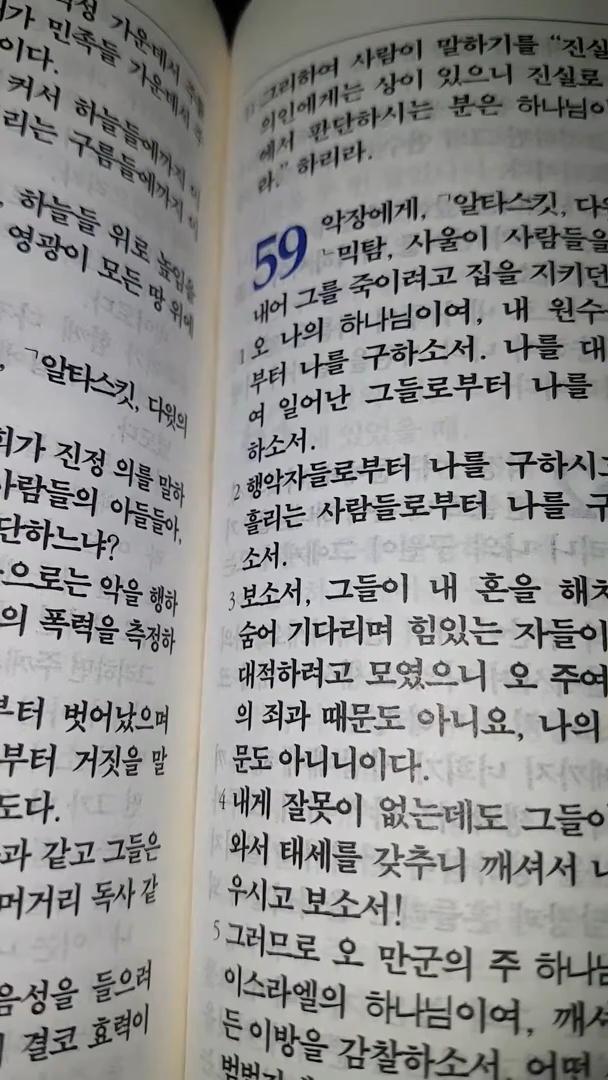 가운데서
가 민족들 가운데서
이다.
커서 하늘들에까지
리는 구름들에까지
하늘들 위로 높임을
영광이 모든 땅 위에
「알타스킷, 다윗의
희가 진정 의를 말하
사람들의 아들들아,
단하느냐?
으로는 악을 행하
의 폭력을 측정하
부터 벗어났으며
부터 거짓을 말
도다.
과 같고 그들은
머거리 독사 같
음성을 들으려
결코 효력이
그리하여 사람이 말하기를 "진실
의인에게는 상이 있으니 진실로
에서 판단하시는 분은 하나님이
라." 하리라.
59 악장에게, 「알타스킷, 다윗
ㄴ믹탐, 사울이 사람들을
내어 그를 죽이려고 집을 지키던
1 오 나의 하나님이여, 내 원수
부터 나를 구하소서. 나를 대
여 일어난 그들로부터 나를
하소서.
2 행악자들로부터 나를 구하시고
흘리는 사람들로부터 나를 구
소서.
3 보소서, 그들이 내 혼을 해치
숨어 기다리며 힘있는 자들이
대적하려고 모였으니 오 주여
의 죄과 때문도 아니요, 나의
문도 아니니이다.
4 내게 잘못이 없는데도 그들이
와서 태세를 갖추니 깨셔서 나
우시고 보소서!
5 그러므로 오 만군의 주 하나님
이스라엘의 하나님이여, 깨셔
든 이방을 감찰하소서. 어떤